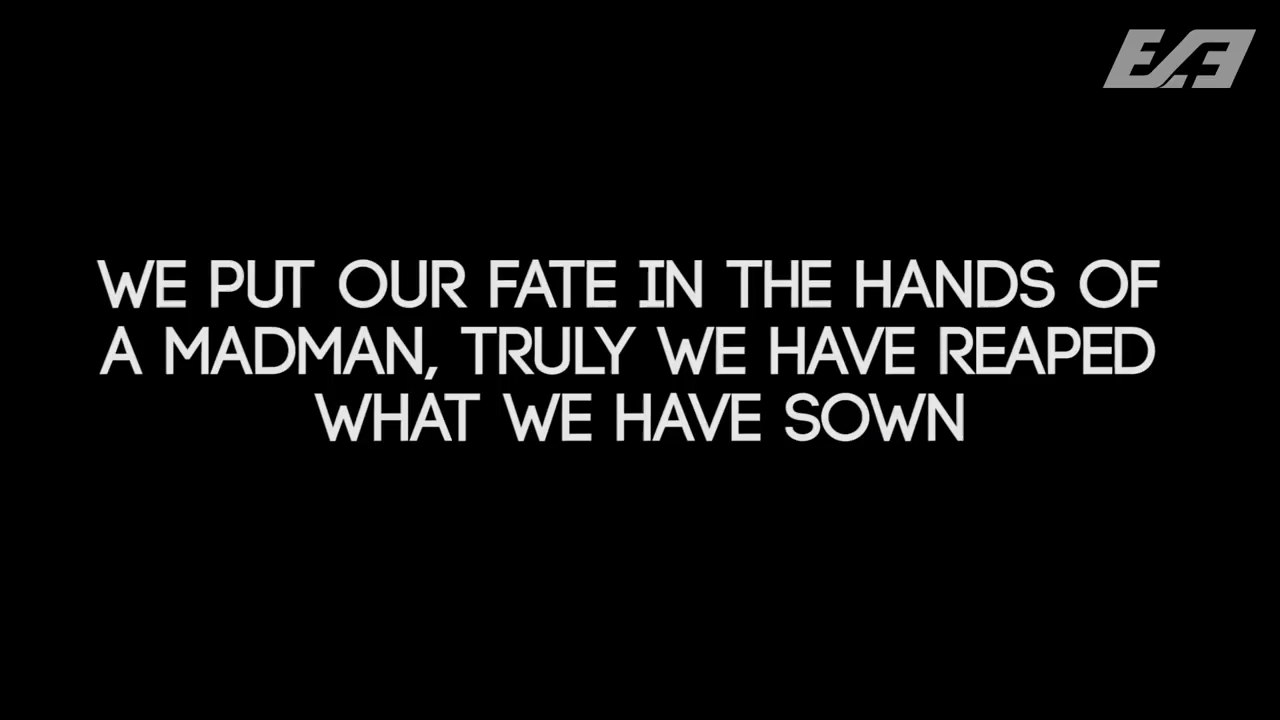 WE PUT OUR FATE IN THE HANDS OF
A MADMAN, TRULY WE HAVE REAPED
WHAT WE HAVE SOWN